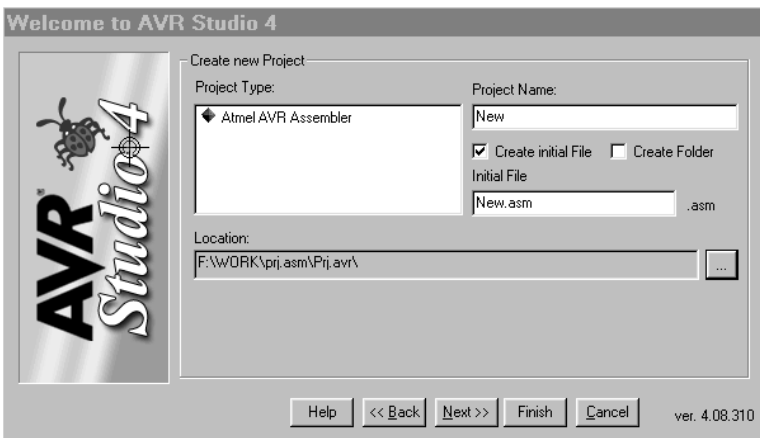 Welcome to AVR Studio 4
AVR® Studio 4
Create new Project
Project Type:
Atmel AVR Assembler
Project Name:
New
Create initial File
Create Folder
Initial File
New.asm
.asm
Location:
F:\WORK\prj.asm\Prj.avr\
...
Help
<< Back
Next >>
Finish
Cancel
ver. 4.08.310